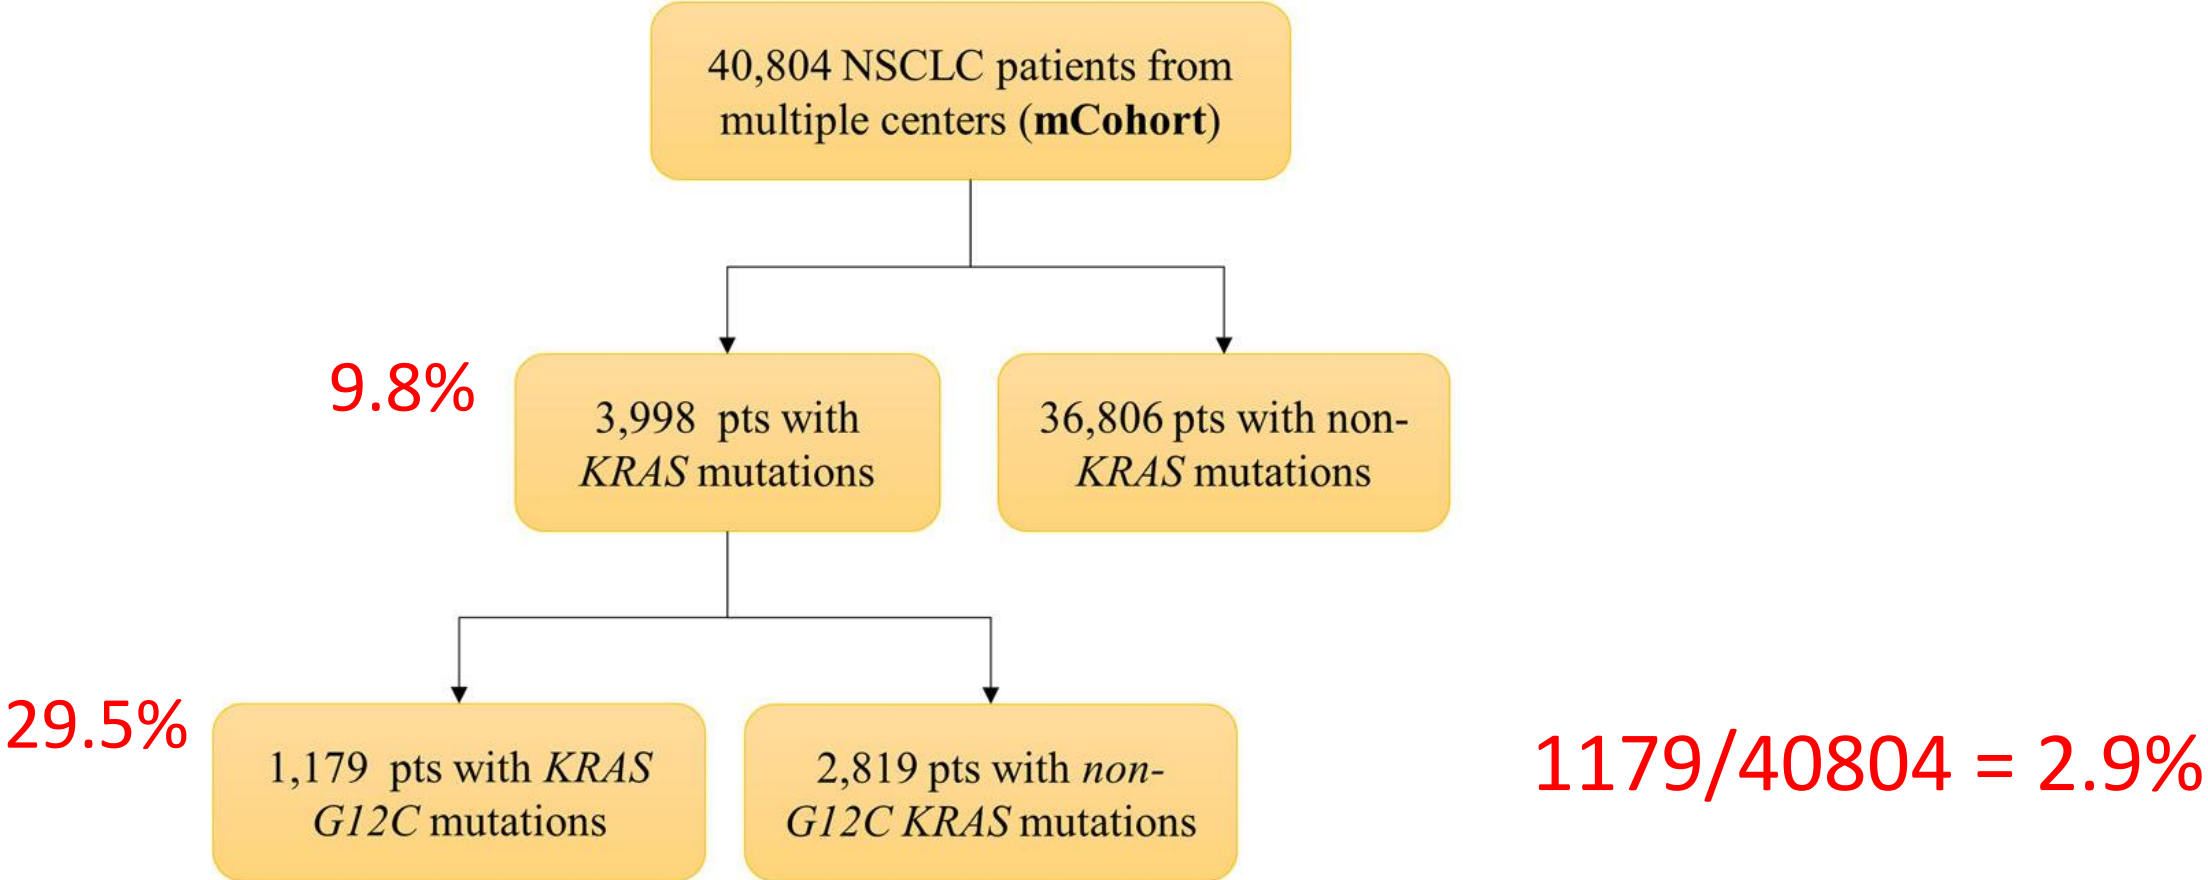 40,804 NSCLC patients from
multiple centers (mCohort)
9.8%
3,998 pts with
KRAS mutations
36,806 pts with non-
KRAS mutations
29.5%
1,179 pts with KRAS
G12C mutations
2,819 pts with non-
G12C KRAS mutations
1179/40804 = 2.9%